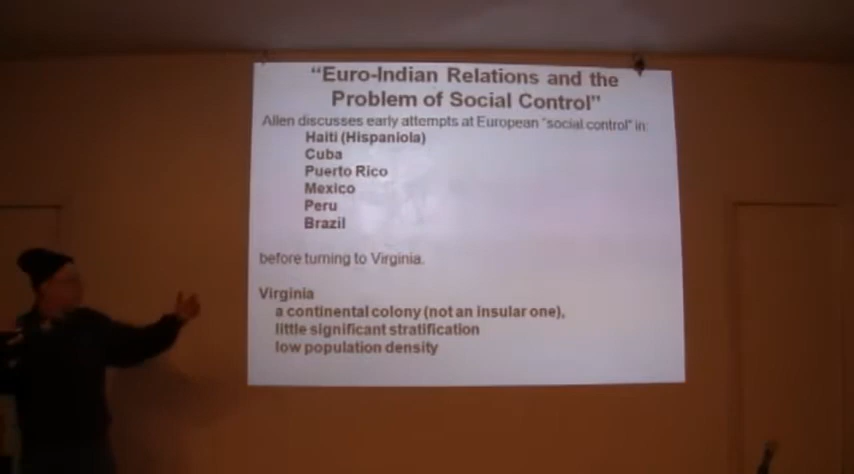 “Euro-Indian Relations and the
Problem of Social Control”
Allen discusses early attempts at European “social control” in:
Haiti (Hispaniola)
Cuba
Puerto Rico
Mexico
Peru
Brazil
before turning to Virginia.
Virginia
a continental colony (not an insular one),
little significant stratification
low population density